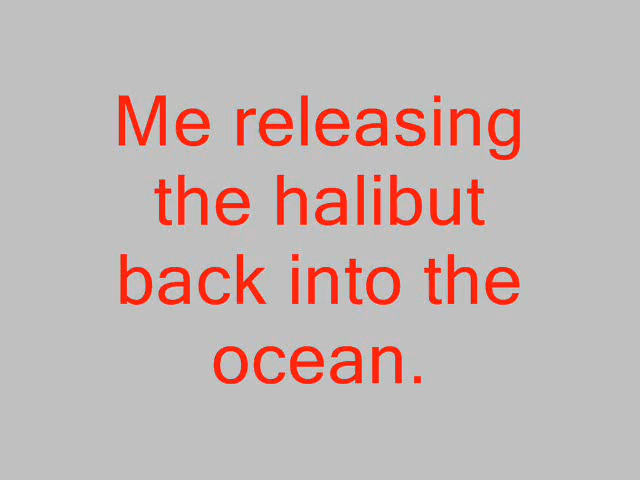 Me releasing
the halibut
back into the
ocean.